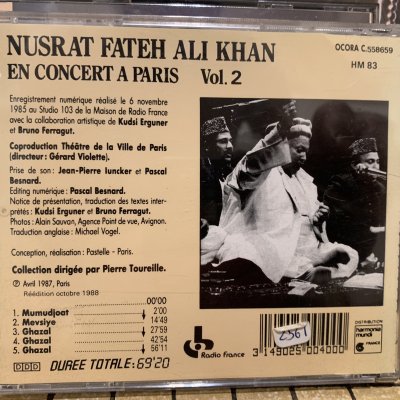 NUSRAT FATEH ALI KHAN
OCORA C.558659
EN CONCERT A PARIS Vol. 2
HM 83
Enregistrement numérique réalisé le 6 novembre
1985 au Studio 103 de la Maison de Radio France
avec la collaboration artistique de Kudsi Erguner
et Bruno Ferragut.
Coproduction Théâtre de la Ville de Paris
(directeur: Gérard Violette).
Prise de son: Jean-Pierre Iuncker et Pascal
Besnard.
Editing numérique: Pascal Besnard.
Notice de présentation, traduction des textes inter-
prétés: Kudsi Erguner et Bruno Ferragut.
Photos: Alain Sauvan, Agence Point de vue, Avignon.
Traduction anglaise: Michael Vogel.
Conception, réalisation: Pastelle - Paris.
Collection dirigée par Pierre Toureille.
℗ Avril 1987, Paris
Réédition octobre 1988
00'00
1. Mumudjoat 2'00
2. Mevsiye 14'49
3. Ghazal 27'59
4. Ghazal 42'54
5. Ghazal 56'11
DDD DUREE TOTALE: 69'20
Radio France
2561
3 149025 004000
DISTRIBUTION
harmonia
mundi
FRANCE